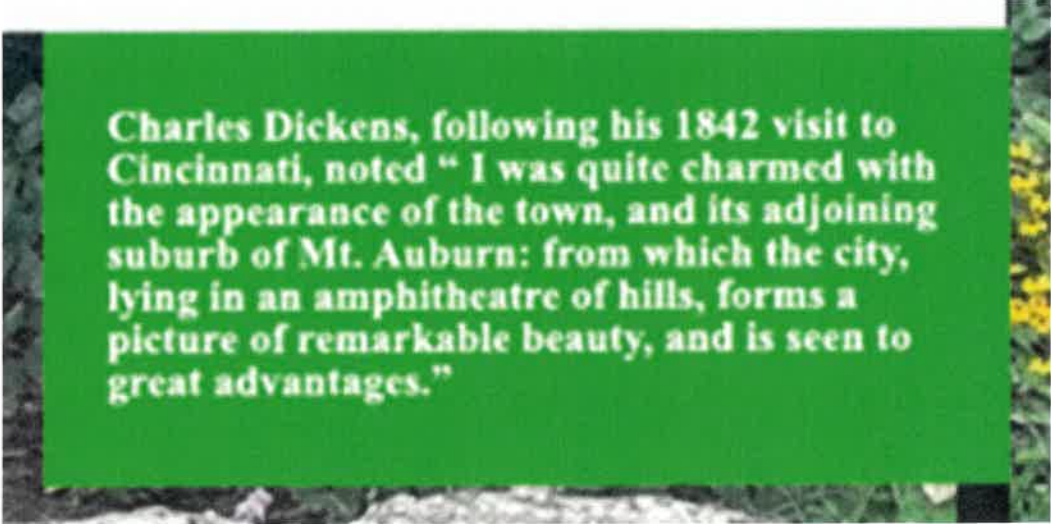 Charles Dickens, following his 1842 visit to
Cincinnati, noted “ I was quite charmed with
the appearance of the town, and its adjoining
suburb of Mt. Auburn: from which the city,
lying in an amphitheatre of hills, forms a
picture of remarkable beauty, and is seen to
great advantages.”